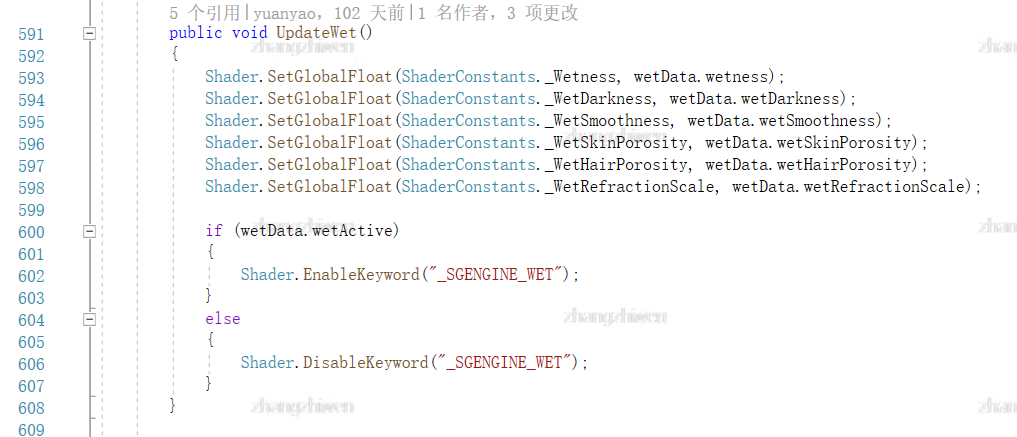 5 个引用|yuanyao，102 天前|1 名作者，3 项更改
591 public void UpdateWet()
592 {
593 Shader.SetGlobalFloat(ShaderConstants._Wetness, wetData.wetness);
594 Shader.SetGlobalFloat(ShaderConstants._WetDarkness, wetData.wetDarkness);
595 Shader.SetGlobalFloat(ShaderConstants._WetSmoothness, wetData.wetSmoothness);
596 Shader.SetGlobalFloat(ShaderConstants._WetSkinPorosity, wetData.wetSkinPorosity);
597 Shader.SetGlobalFloat(ShaderConstants._WetHairPorosity, wetData.wetHairPorosity);
598 Shader.SetGlobalFloat(ShaderConstants._WetRefractionScale, wetData.wetRefractionScale);
599
600 if (wetData.wetActive)
601 {
602 Shader.EnableKeyword("_SGENGINE_WET");
603 }
604 else
605 {
606 Shader.DisableKeyword("_SGENGINE_WET");
607 }
608 }
609